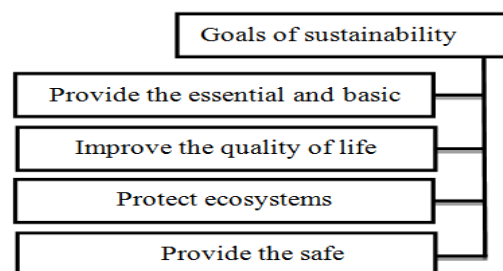 Goals of sustainability
Provide the essential and basic
Improve the quality of life
Protect ecosystems
Provide the safe